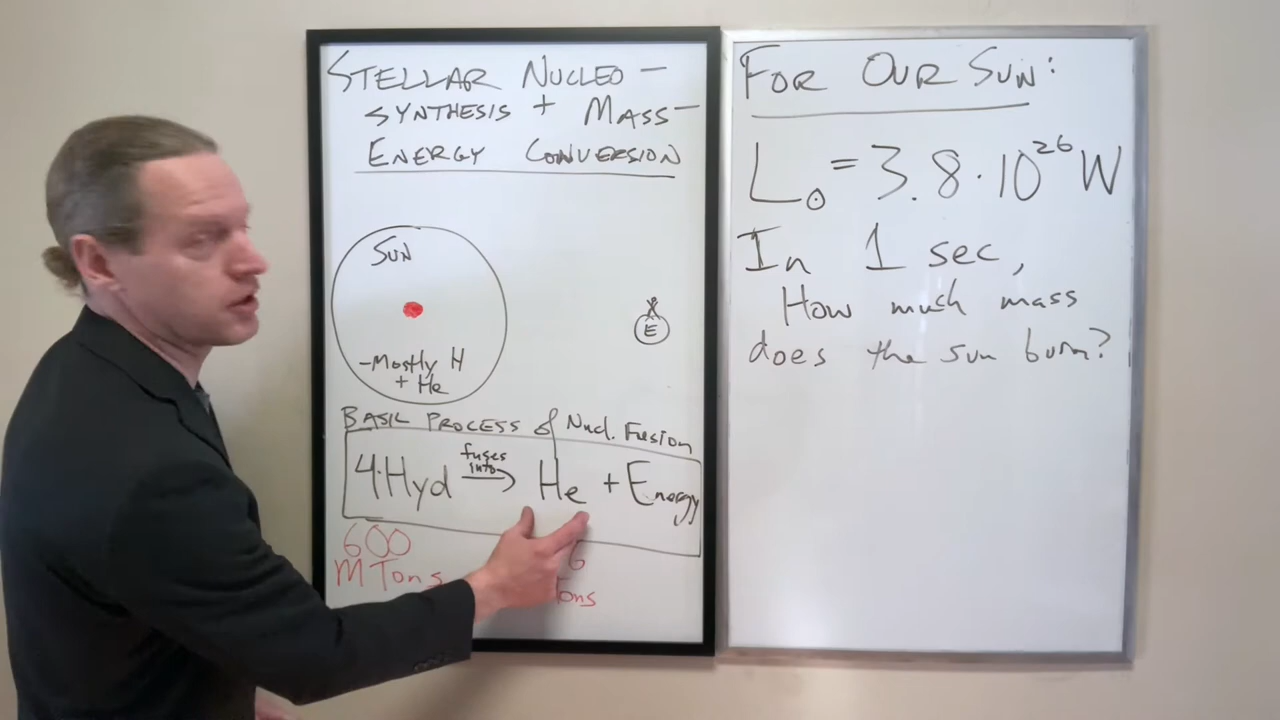 STELLAR NUCLEO-
SYNTHESIS + MASS-
ENERGY CONVERSION
SUN
-Mostly H
+ He
E
BASIC PROCESS of Nucl. Fusion
4·Hyd fuses into → He + Energy
600
M Tons
6
Tons
FOR OUR SUN:
L⊙ = 3.8·10²⁶ W
In 1 sec,
How much mass
does the sun burn?